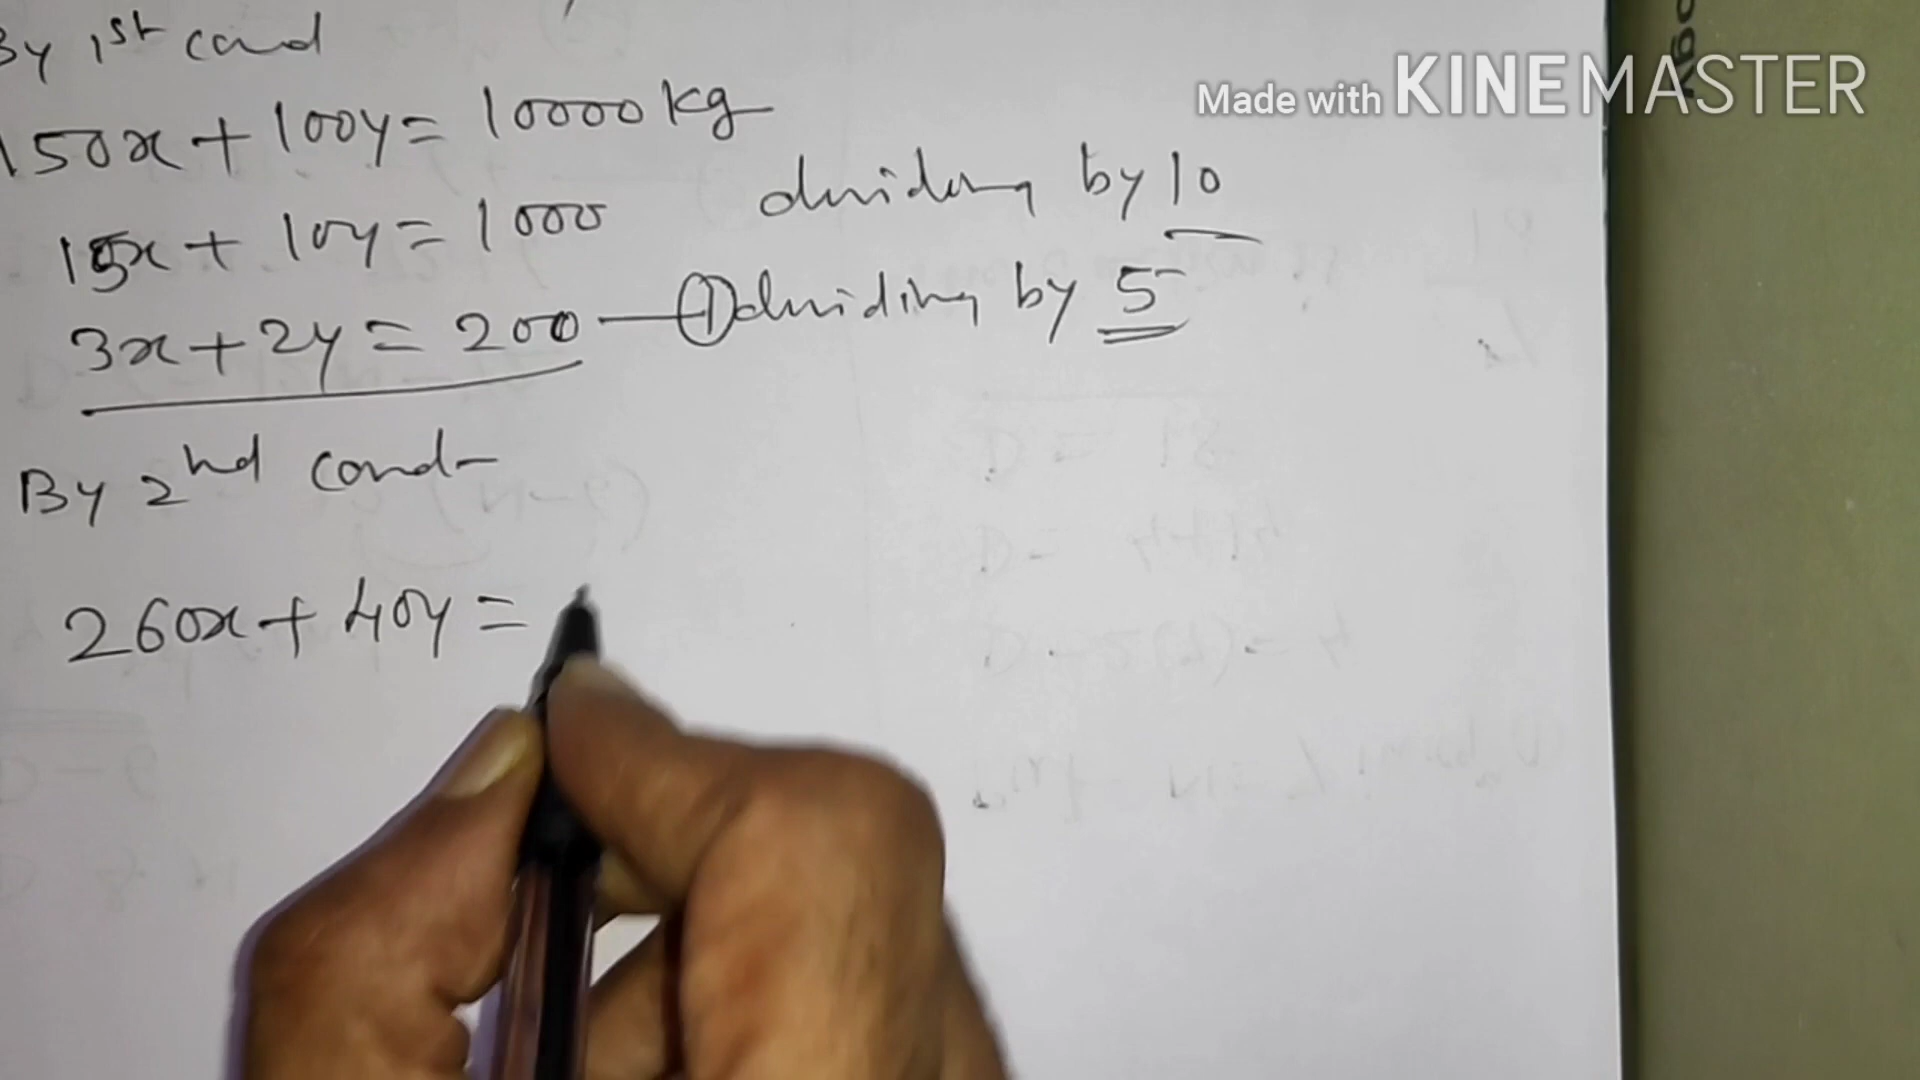 By 1st cond
Made with KINEMASTER
150x + 100y = 10000 kg
15x + 10y = 1000 dividing by 10
3x + 2y = 200 — ① dividing by 5
By 2nd cond-
260x + 40y =